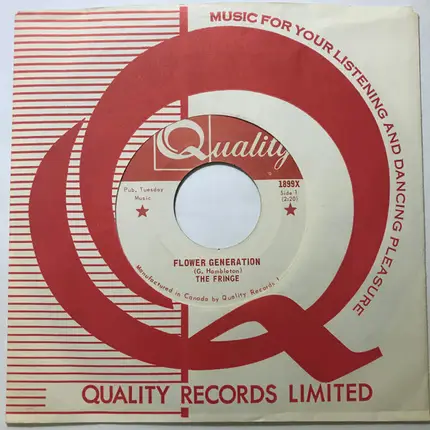 MUSIC FOR YOUR LISTENING AND DANCING PLEASURE
Quality
1899X
Pub. Tuesday
Music
Side 1
(2:20)
FLOWER GENERATION
(G. Hambleton)
THE FRINGE
Manufactured in Canada by Quality Records
QUALITY RECORDS LIMITED